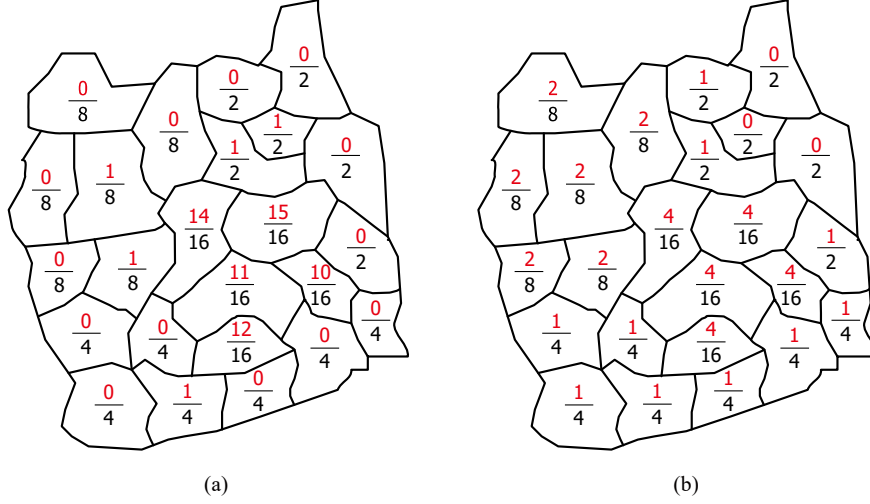 0/8 0/8 0/2 0/2 1/2 1/2 0/2
0/8 1/8 14/16 15/16 0/2
0/8 1/8 11/16 10/16 0/4
0/4 0/4 12/16 0/4
0/4 1/4 0/4
2/8 2/8 1/2 0/2 0/2 1/2 0/2
2/8 2/8 4/16 4/16 1/2
2/8 2/8 4/16 4/16 1/4
1/4 1/4 4/16 1/4
1/4 1/4 1/4
(a) (b)